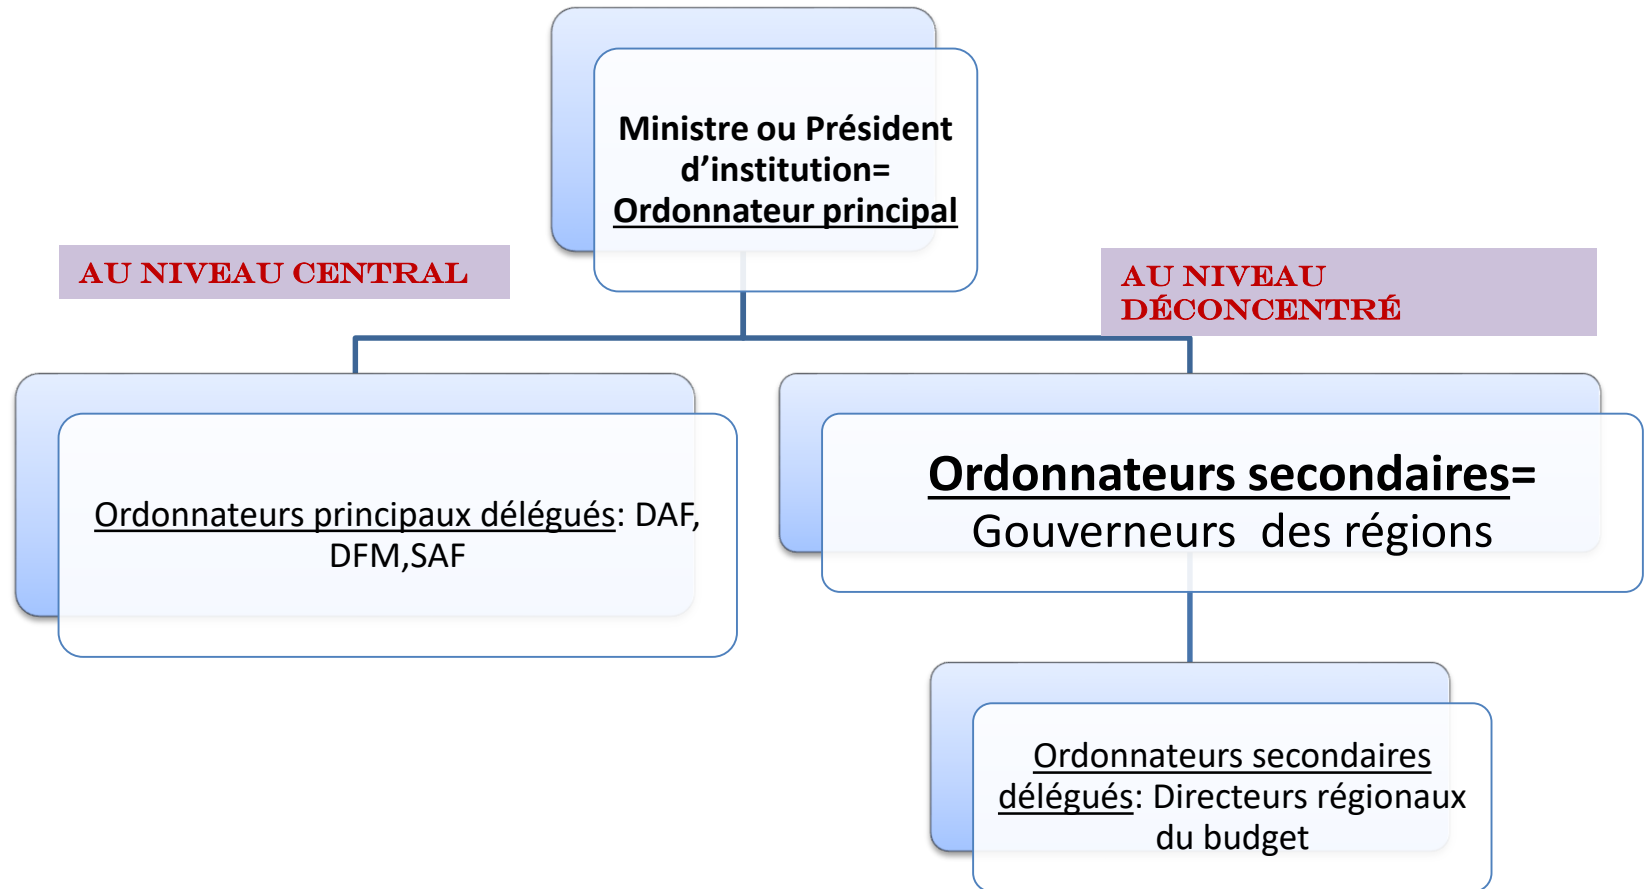 Ministre ou Président
d’institution=
Ordonnateur principal
AU NIVEAU CENTRAL
AU NIVEAU
DÉCONCENTRÉ
Ordonnateurs principaux délégués: DAF,
DFM,SAF
Ordonnateurs secondaires=
Gouverneurs des régions
Ordonnateurs secondaires
délégués: Directeurs régionaux
du budget